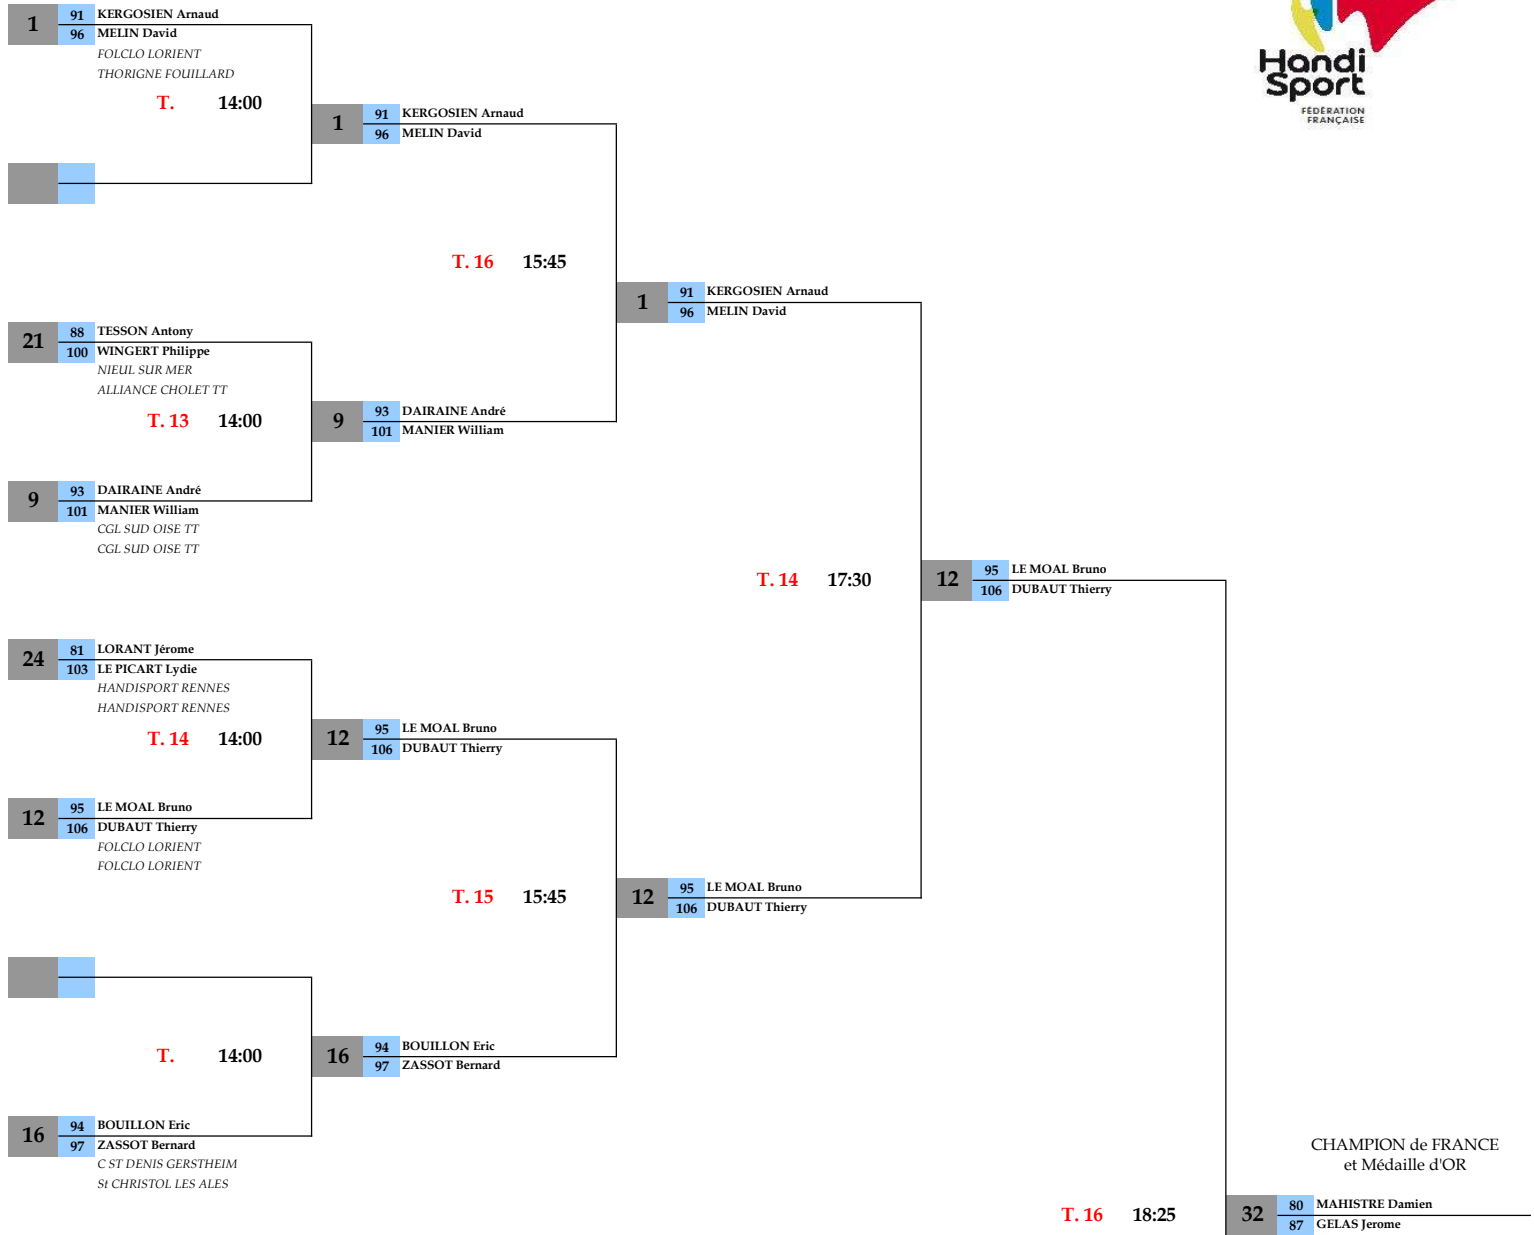 91 KERGOSIEN Arnaud
1
96 MELIN David
FOLCLO LORIENT
THORIGNE FOUILLARD
T. 14:00
Handi
Sport
FÉDÉRATION
FRANÇAISE
91 KERGOSIEN Arnaud
1
96 MELIN David
T. 16 15:45
91 KERGOSIEN Arnaud
1
96 MELIN David
88 TESSON Antony
21
100 WINGERT Philippe
NIEUL SUR MER
ALLIANCE CHOLET TT
T. 13 14:00
93 DAIRAINE André
9
101 MANIER William
93 DAIRAINE André
9
101 MANIER William
CGL SUD OISE TT
CGL SUD OISE TT
T. 14 17:30
95 LE MOAL Bruno
12
106 DUBAUT Thierry
81 LORANT Jérome
24
103 LE PICART Lydie
HANDISPORT RENNES
HANDISPORT RENNES
T. 14 14:00
95 LE MOAL Bruno
12
106 DUBAUT Thierry
95 LE MOAL Bruno
12
106 DUBAUT Thierry
FOLCLO LORIENT
FOLCLO LORIENT
T. 15 15:45
95 LE MOAL Bruno
12
106 DUBAUT Thierry
T. 14:00
94 BOUILLON Eric
16
97 ZASSOT Bernard
94 BOUILLON Eric
16
97 ZASSOT Bernard
C ST DENIS GERSTHEIM
St CHRISTOL LES ALES
CHAMPION de FRANCE
et Médaille d'OR
T. 16 18:25
80 MAHISTRE Damien
32
87 GELAS Jerome